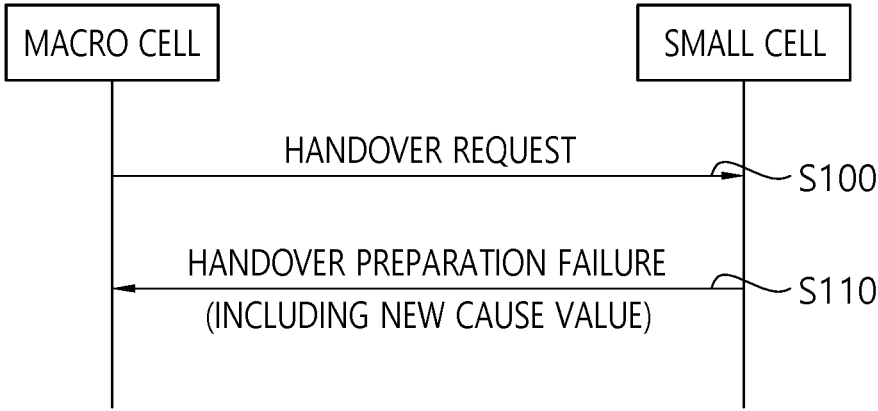 MACRO CELL
SMALL CELL
HANDOVER REQUEST
S100
HANDOVER PREPARATION FAILURE
S110
(INCLUDING NEW CAUSE VALUE)